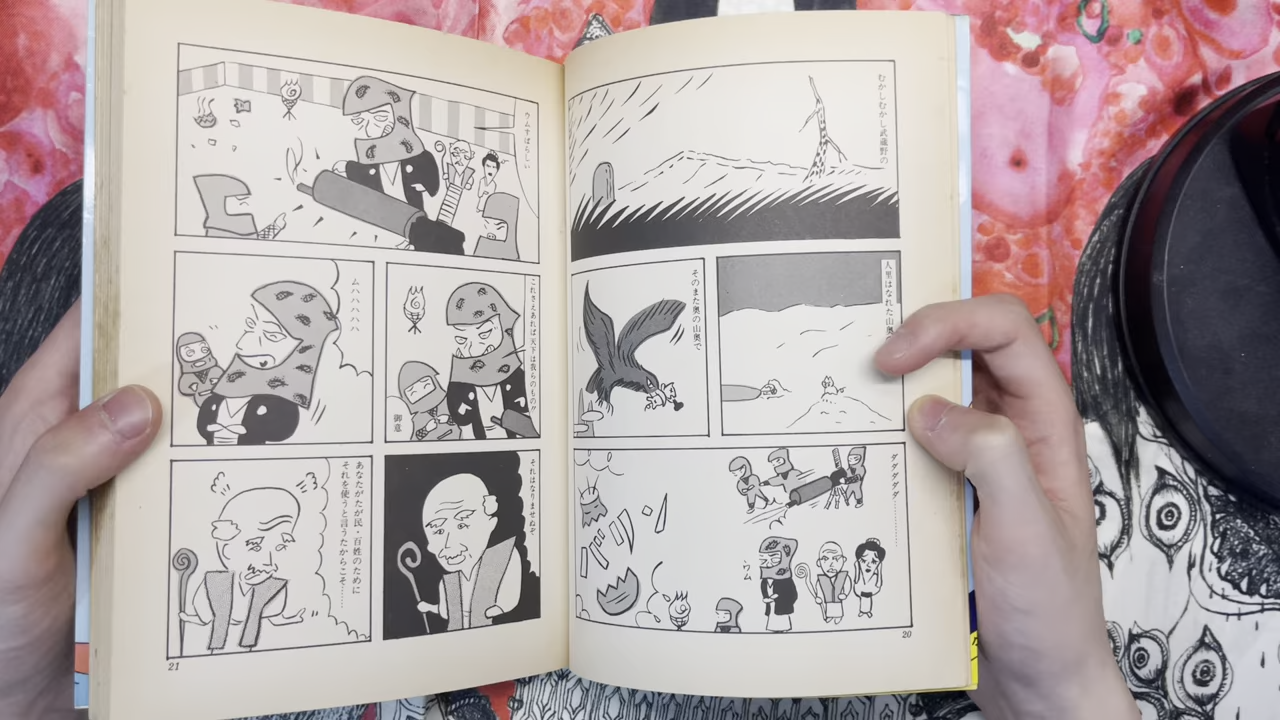 むかしむかし武蔵野の
人里はなれた山奥
そのまた奥の山奥で
ダダダダダ…………
バリバリ
ウム
20
ウムすばらしい
これさえあれば天下は我らのもの!!
御意
ムハハハハハ
それはなりませぬぞ
あなたがたが民・百姓のために
それを使うと言うたからこそ……
21